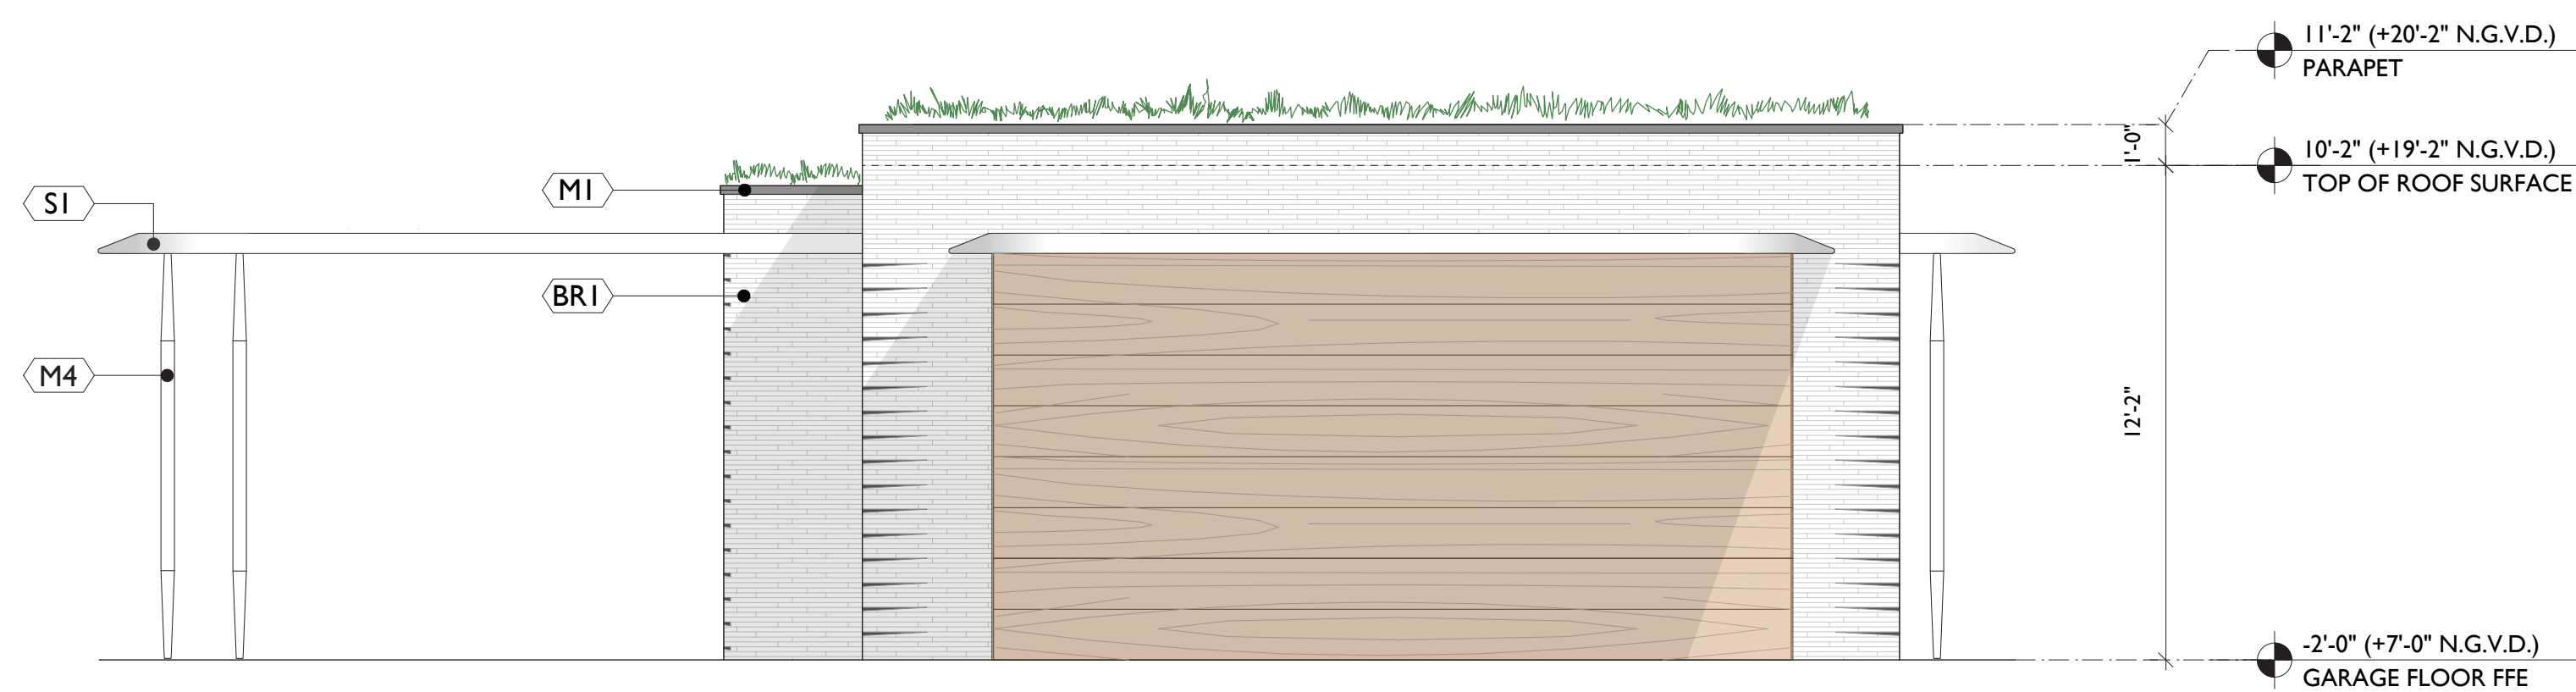 11'-2" (+20'-2" N.G.V.D.)
PARAPET
1'-0"
10'-2" (+19'-2" N.G.V.D.)
TOP OF ROOF SURFACE
M1
S1
BR1
M4
12'-2"
-2'-0" (+7'-0" N.G.V.D.)
GARAGE FLOOR FFE